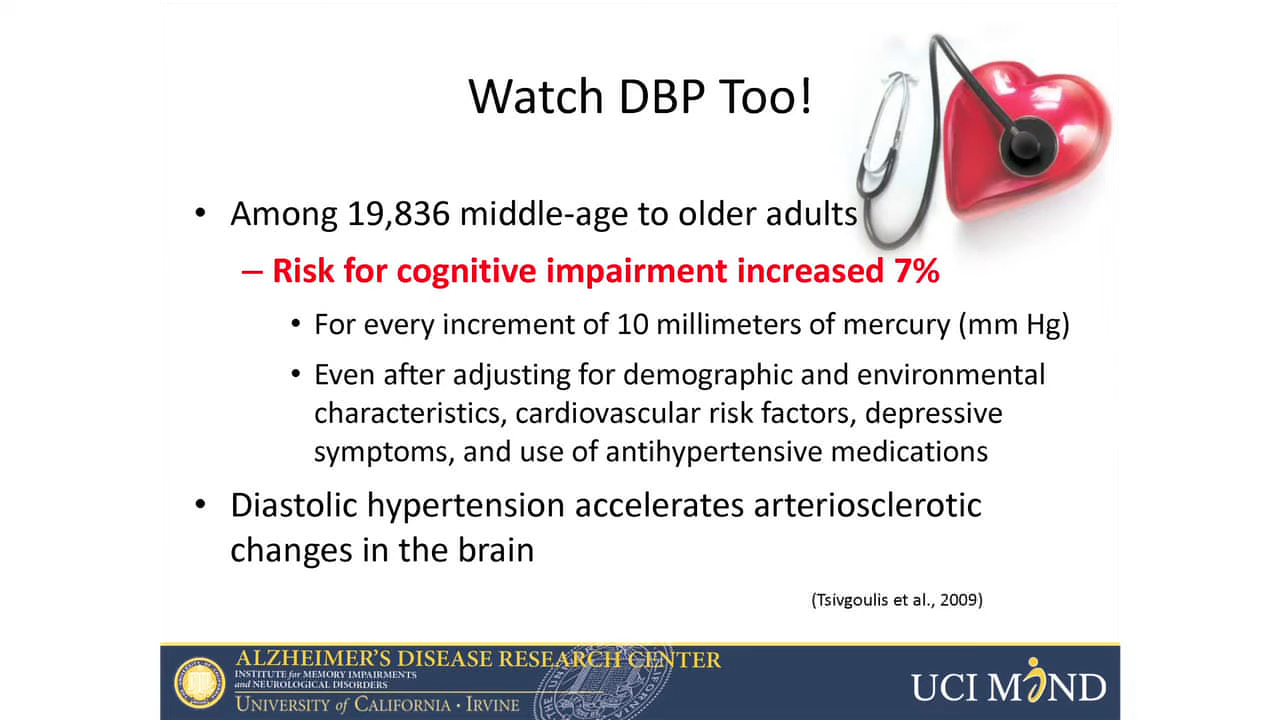 Watch DBP Too!
• Among 19,836 middle-age to older adults
– Risk for cognitive impairment increased 7%
• For every increment of 10 millimeters of mercury (mm Hg)
• Even after adjusting for demographic and environmental
characteristics, cardiovascular risk factors, depressive
symptoms, and use of antihypertensive medications
• Diastolic hypertension accelerates arteriosclerotic
changes in the brain
(Tsivgoulis et al., 2009)
ALZHEIMER'S DISEASE RESEARCH CENTER
INSTITUTE for MEMORY IMPAIRMENTS
and NEUROLOGICAL DISORDERS
UNIVERSITY of CALIFORNIA • IRVINE
UCI MIND